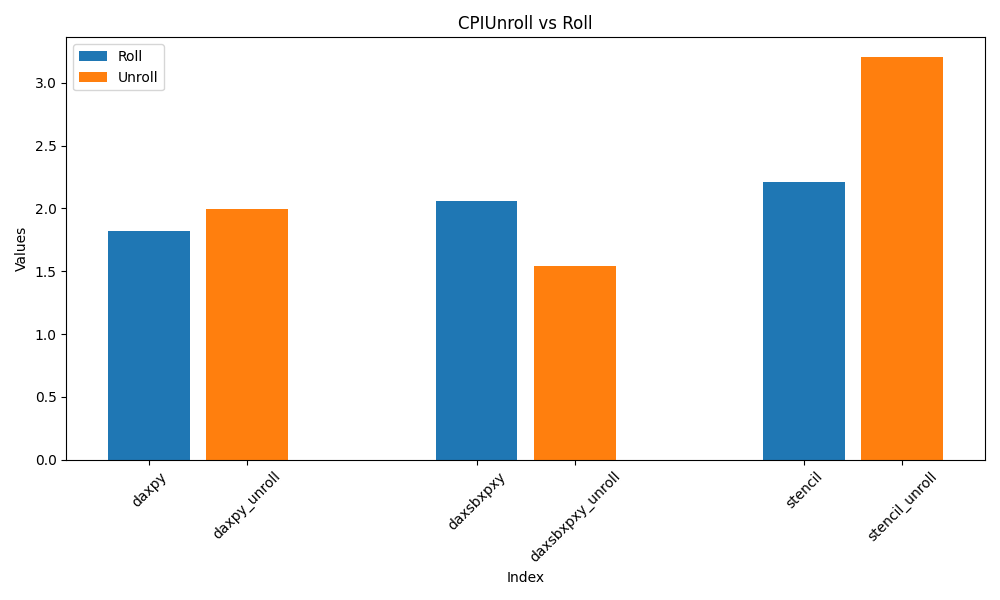 CPIUnroll vs Roll
Roll
Unroll
Values
3.0
2.5
2.0
1.5
1.0
0.5
0.0
daxpy
daxpy_unroll
daxsbxpxy
daxsbxpxy_unroll
stencil
stencil_unroll
Index